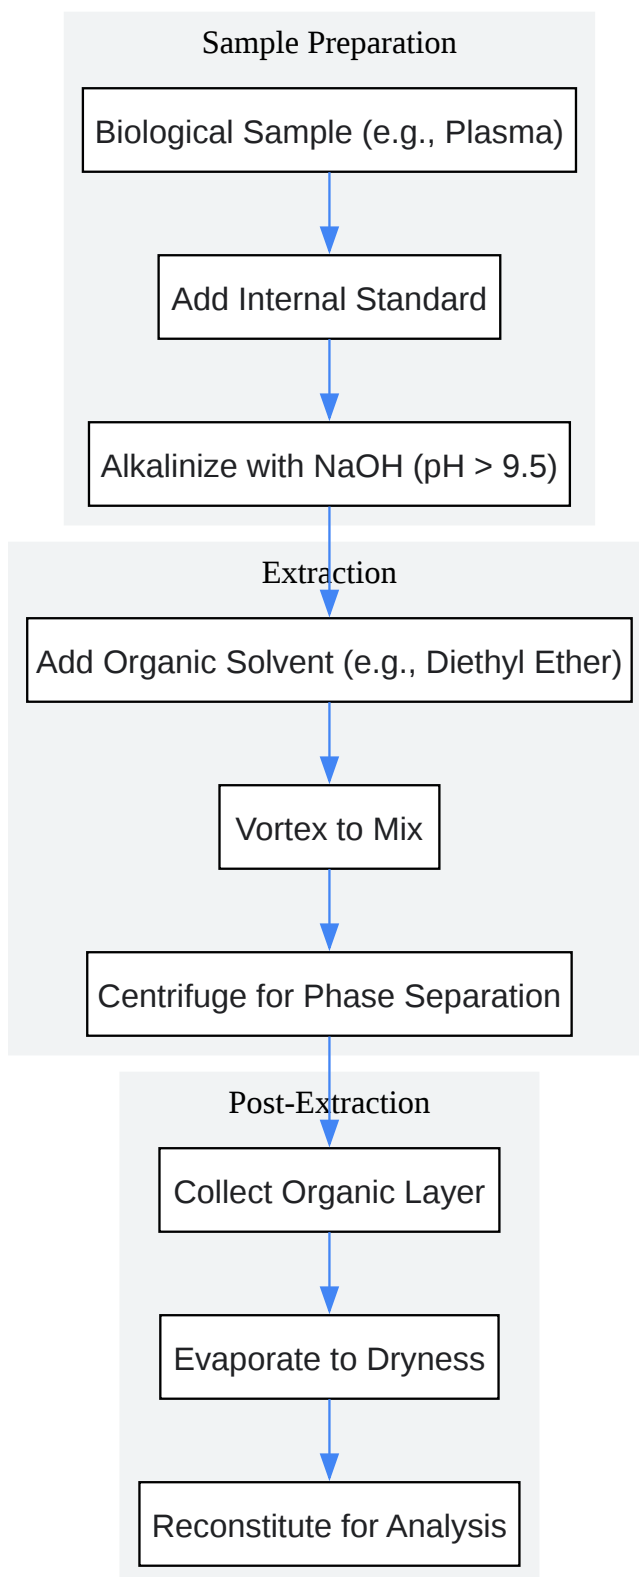 Sample Preparation
Biological Sample (e.g., Plasma)
Add Internal Standard
Alkalinize with NaOH (pH > 9.5)
Extraction
Add Organic Solvent (e.g., Diethyl Ether)
Vortex to Mix
Centrifuge for Phase Separation
Post-Extraction
Collect Organic Layer
Evaporate to Dryness
Reconstitute for Analysis